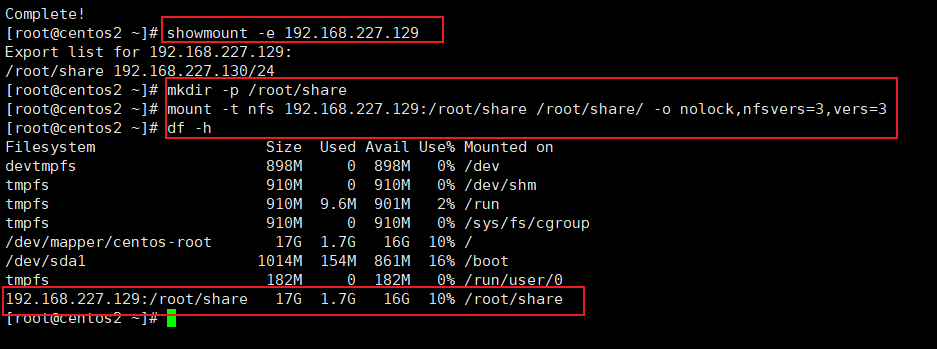 Complete!
[root@centos2 ~]# showmount -e 192.168.227.129
Export list for 192.168.227.129:
/root/share 192.168.227.130/24
[root@centos2 ~]# mkdir -p /root/share
[root@centos2 ~]# mount -t nfs 192.168.227.129:/root/share /root/share/ -o nolock,nfsvers=3,vers=3
[root@centos2 ~]# df -h
Filesystem                   Size  Used Avail Use% Mounted on
devtmpfs                     898M     0  898M   0% /dev
tmpfs                        910M     0  910M   0% /dev/shm
tmpfs                        910M  9.6M  901M   2% /run
tmpfs                        910M     0  910M   0% /sys/fs/cgroup
/dev/mapper/centos-root       17G  1.7G   16G  10% /
/dev/sda1                   1014M  154M  861M  16% /boot
tmpfs                        182M     0  182M   0% /run/user/0
192.168.227.129:/root/share   17G  1.7G   16G  10% /root/share
[root@centos2 ~]#